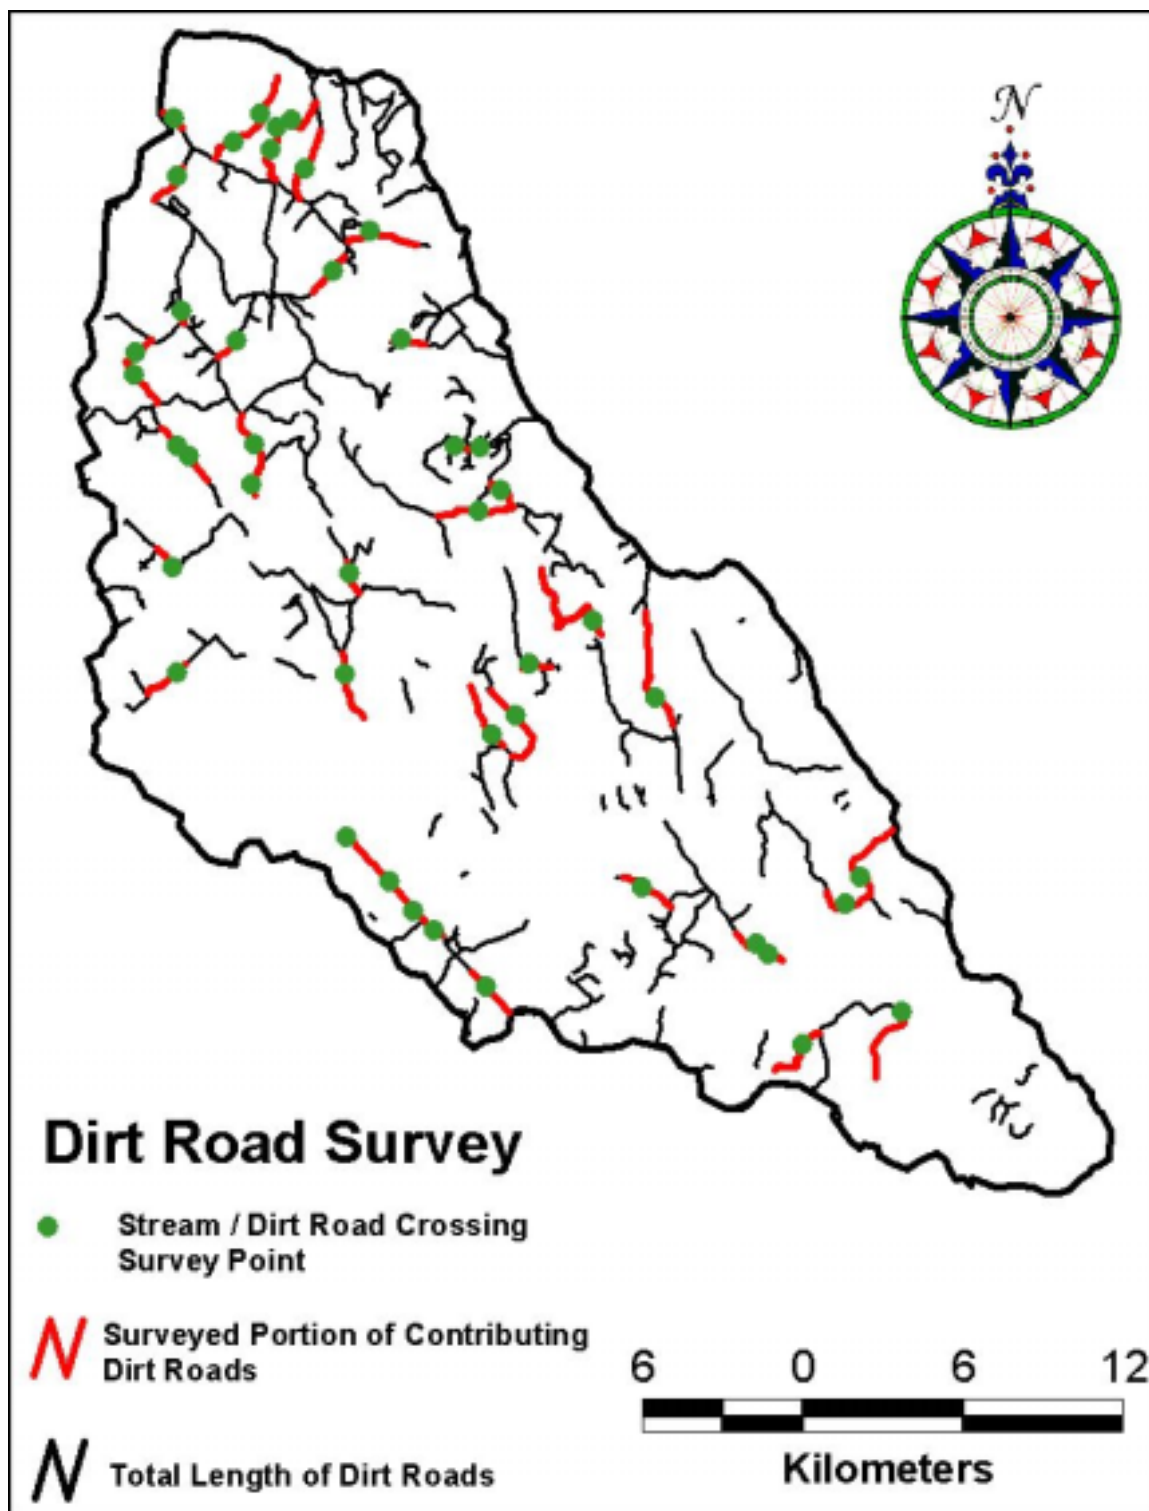 N
Dirt Road Survey
Stream / Dirt Road Crossing
Survey Point
Surveyed Portion of Contributing
Dirt Roads
Total Length of Dirt Roads
6 0 6 12
Kilometers